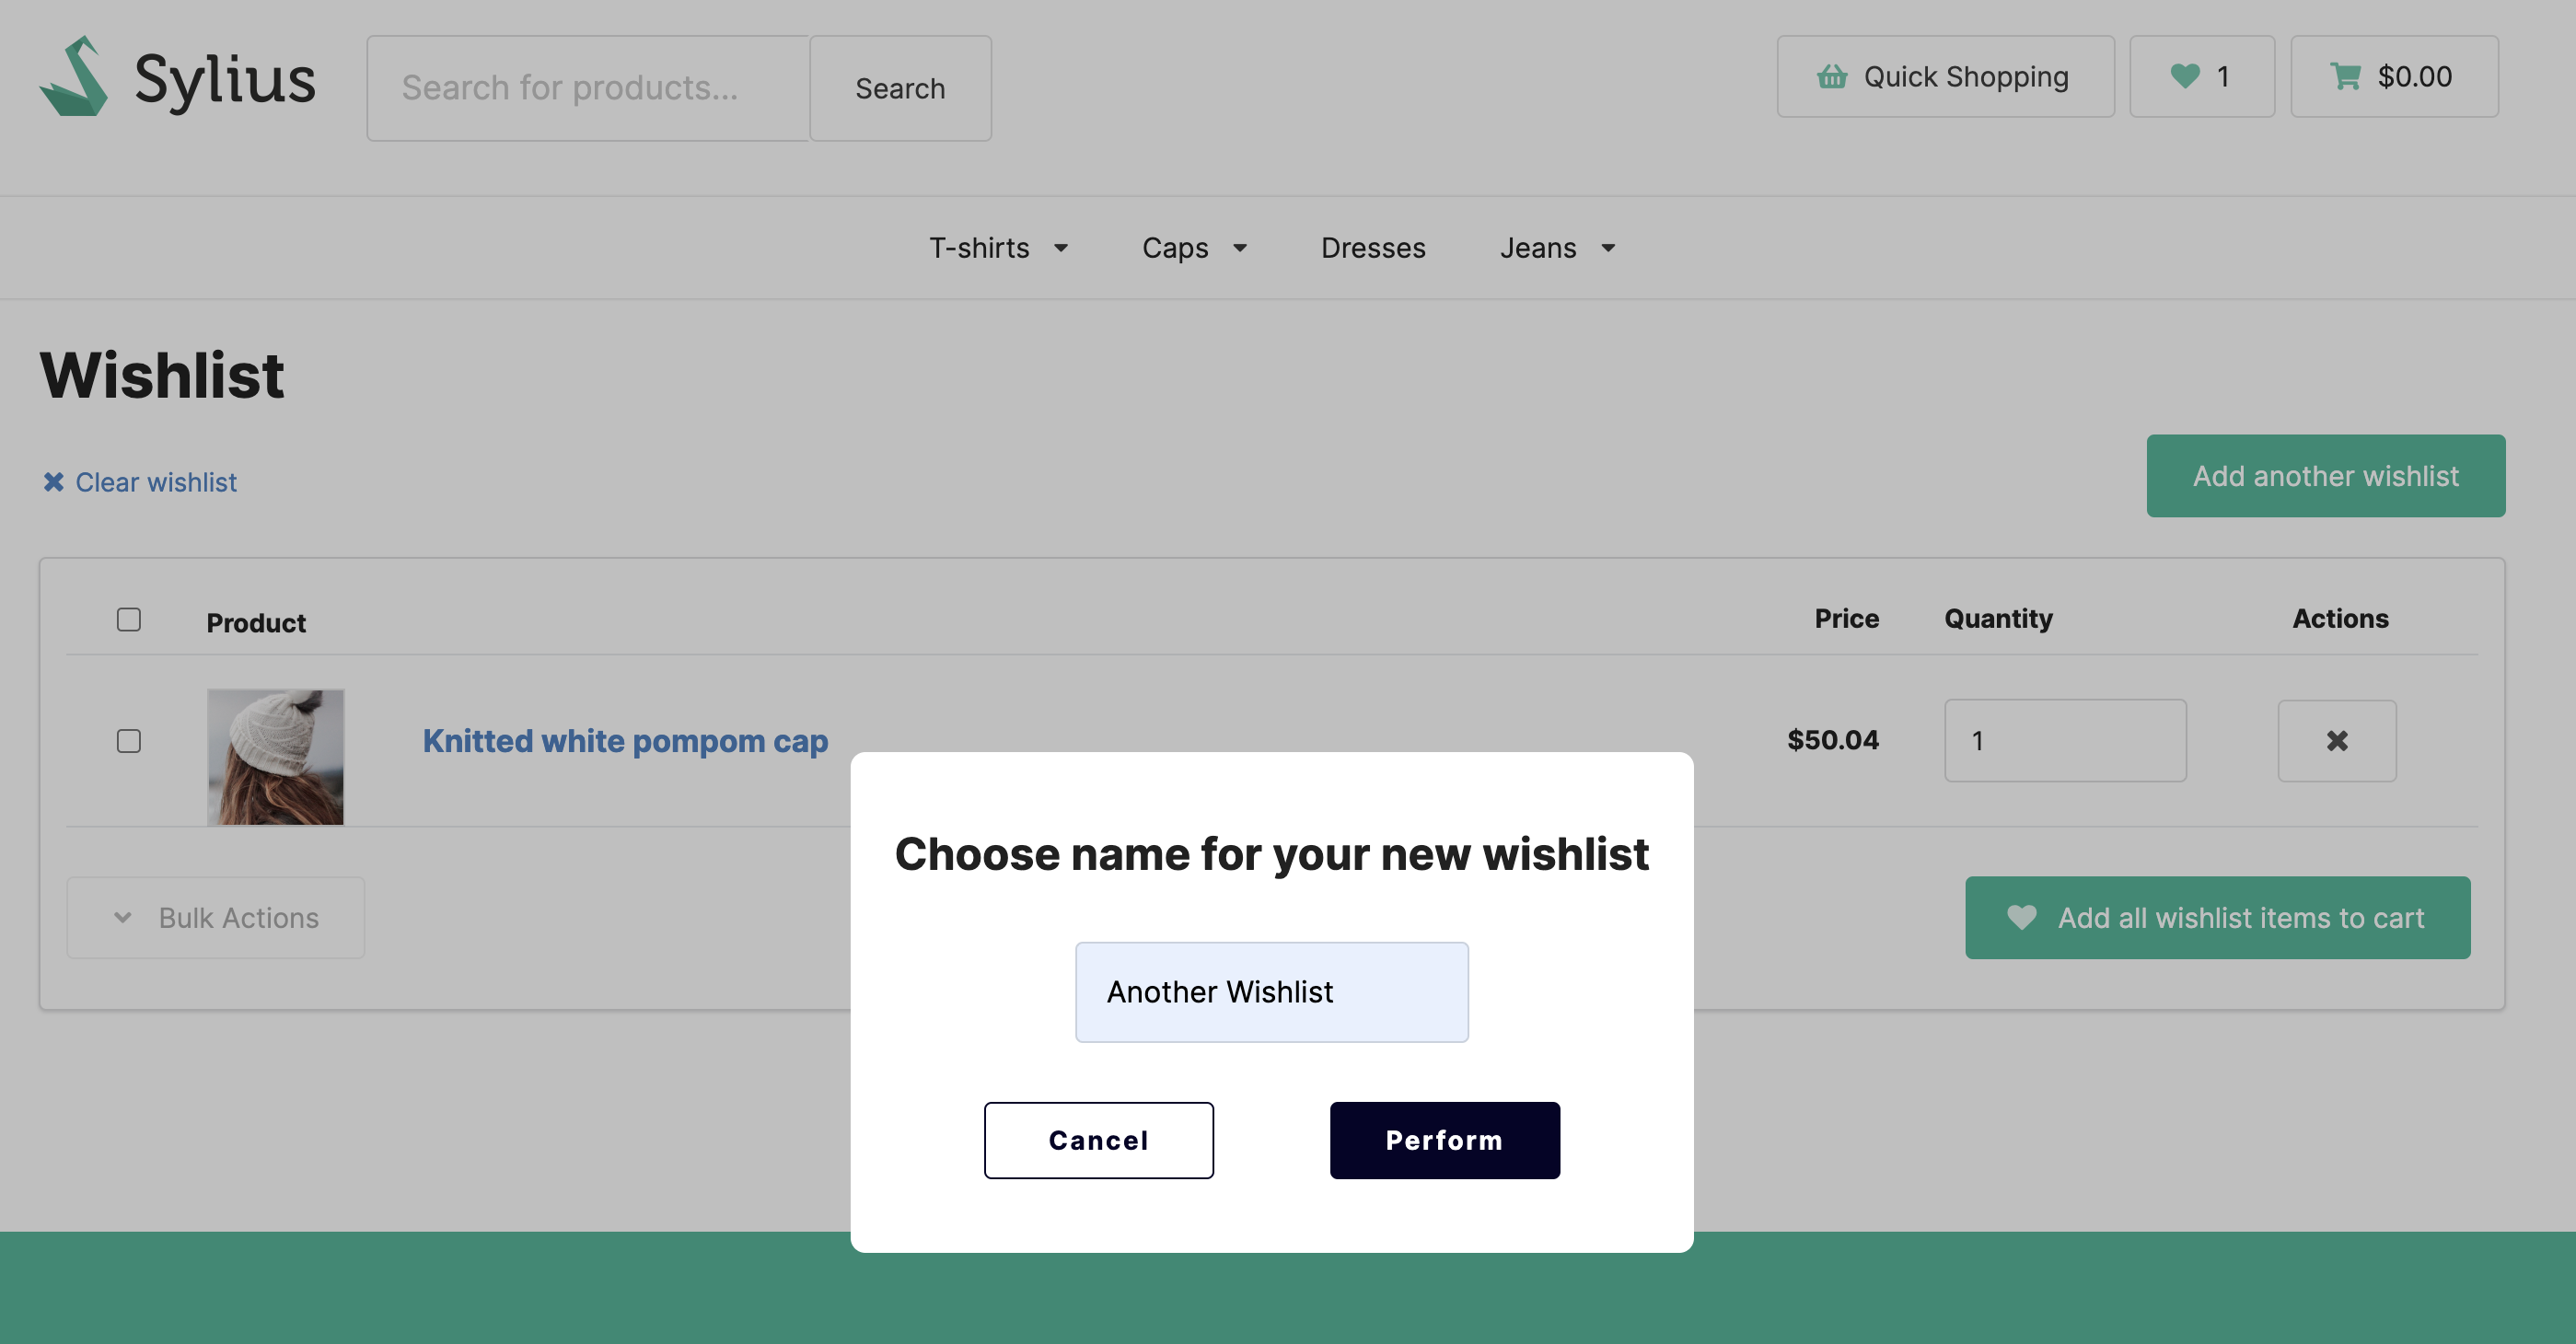 Sylius
Search for products...
Search
Quick Shopping
1
$0.00
T-shirts
Caps
Dresses
Jeans
Wishlist
Clear wishlist
Add another wishlist
Product
Price
Quantity
Actions
Knitted white pompom cap
$50.04
1
Choose name for your new wishlist
Another Wishlist
Cancel
Perform
Bulk Actions
Add all wishlist items to cart